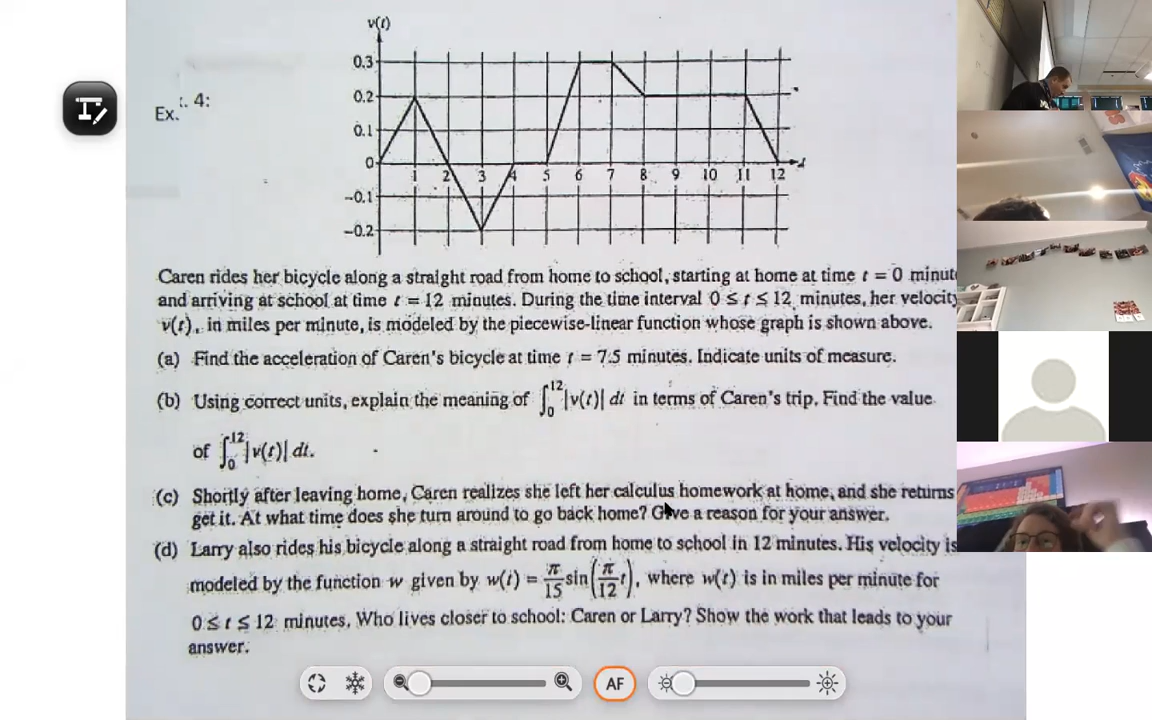 v(t)
0.3
0.2
0.1
0
-0.1
-0.2
1 2 3 4 5 6 7 8 9 10 11 12 t
Ex. 4:
Caren rides her bicycle along a straight road from home to school, starting at home at time t = 0 minut
and arriving at school at time t = 12 minutes. During the time interval 0 ≤ t ≤ 12 minutes, her velocity
v(t), in miles per minute, is modeled by the piecewise-linear function whose graph is shown above.
(a) Find the acceleration of Caren's bicycle at time t = 7.5 minutes. Indicate units of measure.
(b) Using correct units, explain the meaning of ∫₀¹²|v(t)| dt in terms of Caren's trip. Find the value
of ∫₀¹²|v(t)| dt.
(c) Shortly after leaving home, Caren realizes she left her calculus homework at home, and she returns
get it. At what time does she turn around to go back home? Give a reason for your answer.
(d) Larry also rides his bicycle along a straight road from home to school in 12 minutes. His velocity is
modeled by the function w given by w(t) = π/15 sin(π/12 t), where w(t) is in miles per minute for
0 ≤ t ≤ 12 minutes. Who lives closer to school: Caren or Larry? Show the work that leads to your
answer.
AF